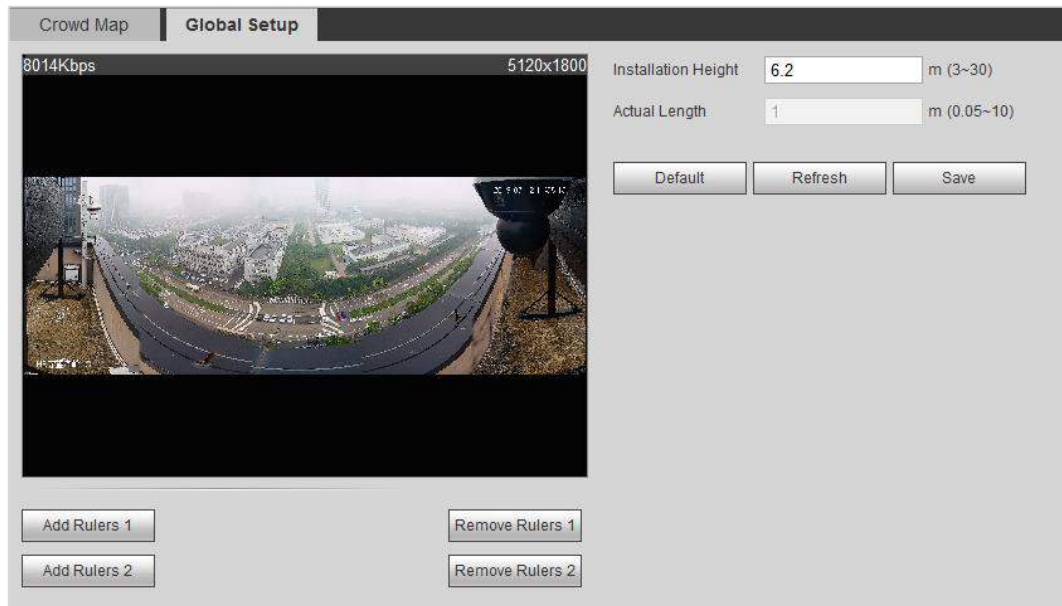 Crowd Map Global Setup
8014Kbps 5120x1800
Installation Height 6.2 m (3~30)
Actual Length 1 m (0.05~10)
Default Refresh Save
Add Rulers 1 Remove Rulers 1
Add Rulers 2 Remove Rulers 2